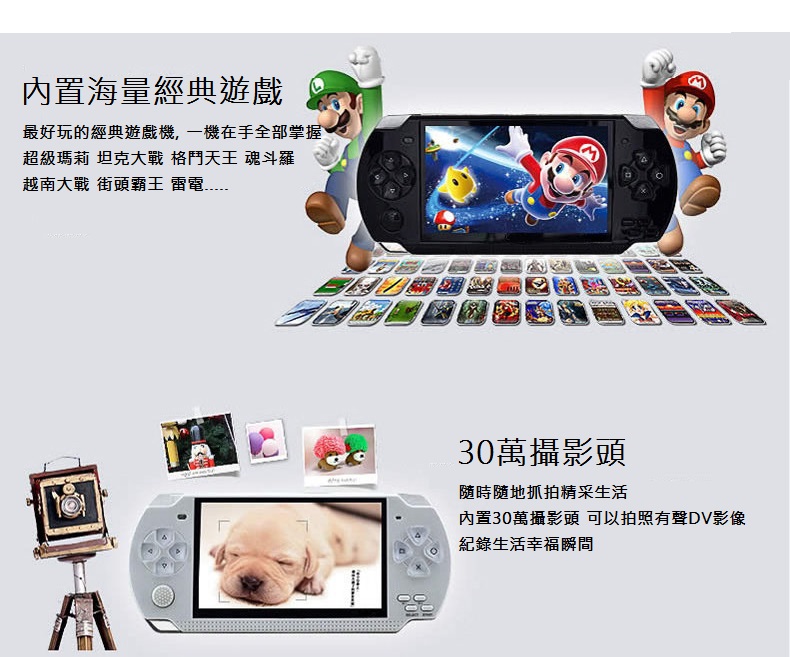 內置海量經典遊戲
最好玩的經典遊戲機, 一機在手全部掌握
超級瑪莉 坦克大戰 格鬥天王 魂斗羅
越南大戰 街頭霸王 雷電.....
30萬攝影頭
隨時隨地抓拍精采生活
內置30萬攝影頭 可以拍照有聲DV影像
紀錄生活幸福瞬間